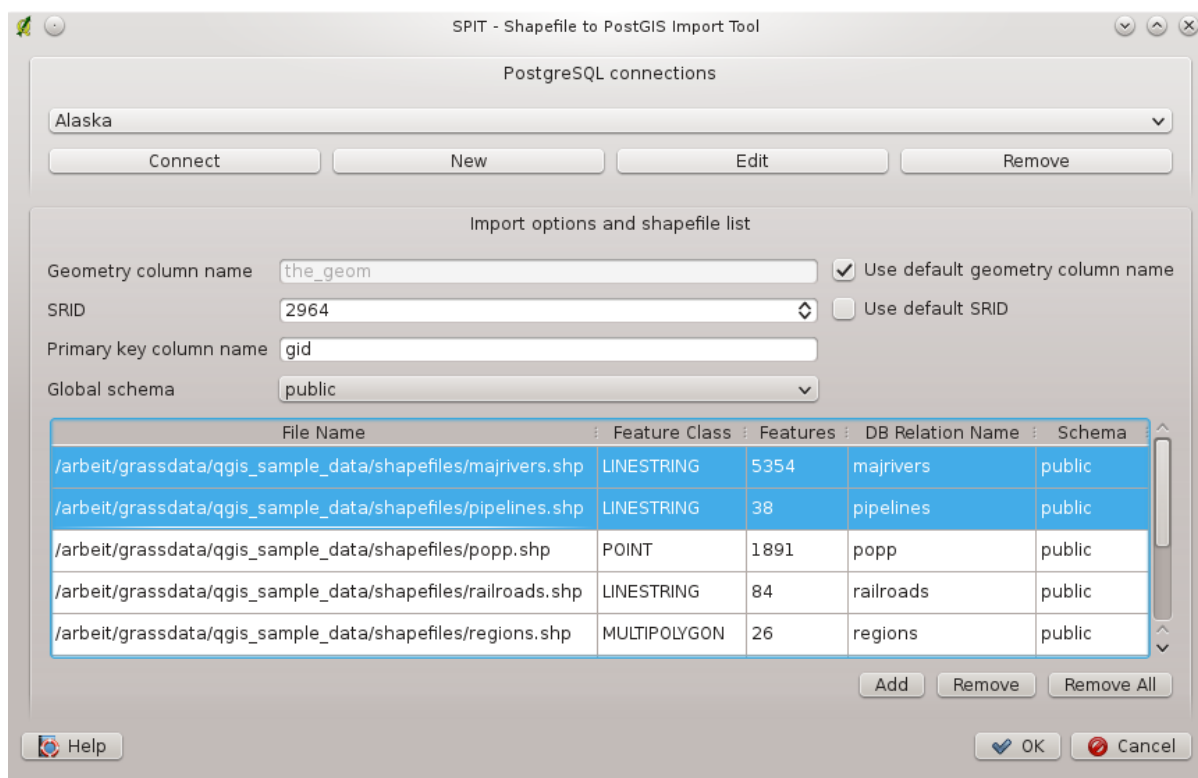 SPIT - Shapefile to PostGIS Import Tool
PostgreSQL connections
Alaska
Connect New Edit Remove
Import options and shapefile list
Geometry column name the_geom Use default geometry column name
SRID 2964 Use default SRID
Primary key column name gid
Global schema public
File Name Feature Class Features DB Relation Name Schema
/arbeit/grassdata/qgis_sample_data/shapefiles/majrivers.shp LINESTRING 5354 majrivers public
/arbeit/grassdata/qgis_sample_data/shapefiles/pipelines.shp LINESTRING 38 pipelines public
/arbeit/grassdata/qgis_sample_data/shapefiles/popp.shp POINT 1891 popp public
/arbeit/grassdata/qgis_sample_data/shapefiles/railroads.shp LINESTRING 84 railroads public
/arbeit/grassdata/qgis_sample_data/shapefiles/regions.shp MULTIPOLYGON 26 regions public
Add Remove Remove All
Help OK Cancel